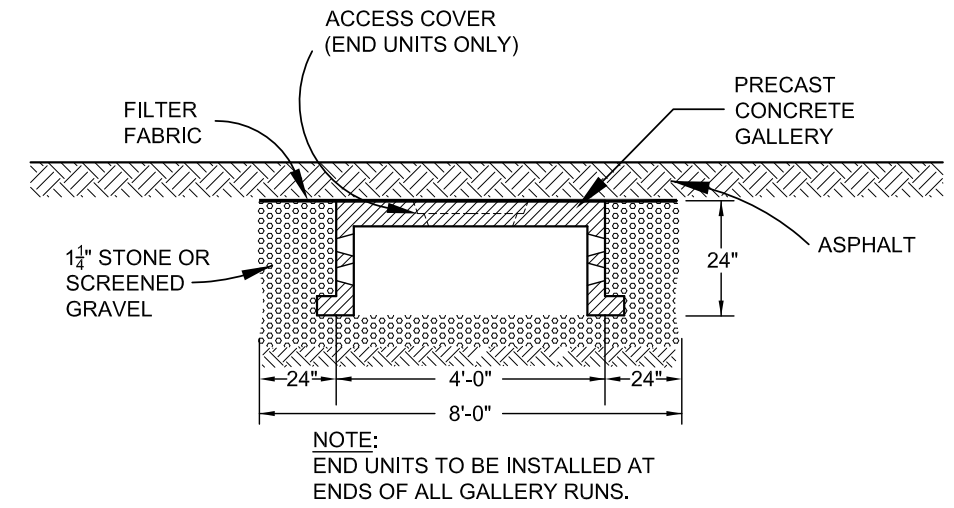 ACCESS COVER
(END UNITS ONLY)
FILTER
FABRIC
PRECAST
CONCRETE
GALLERY
1¼" STONE OR
SCREENED
GRAVEL
ASPHALT
24"
24"
4'-0"
24"
8'-0"
NOTE:
END UNITS TO BE INSTALLED AT
ENDS OF ALL GALLERY RUNS.